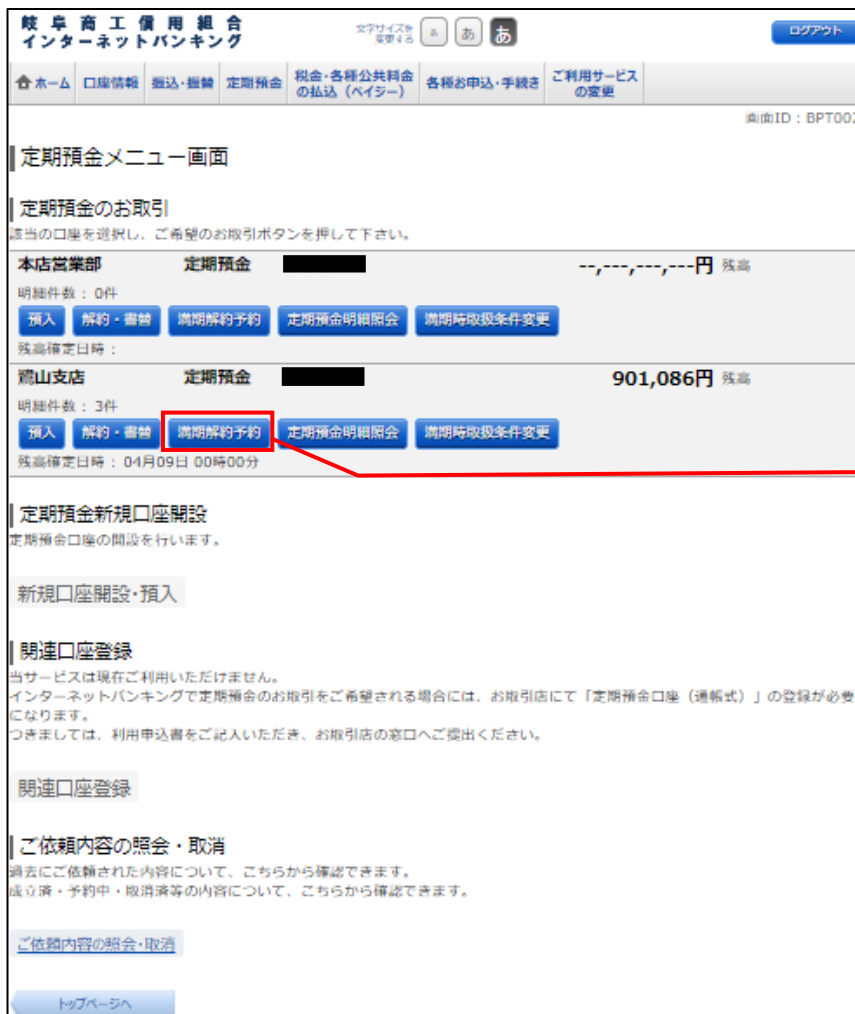 岐阜商工信用組合
インターネットバンキング
文字サイズを
変更する
あ
あ
あ
ログアウト
ホーム 口座情報 振込・振替 定期預金 税金・各種公共料金の払込（ペイジー） 各種お申込・手続き ご利用サービスの変更
画面ID：BPT002
定期預金メニュー画面
定期預金のお取引
該当の口座を選択し、ご希望のお取引ボタンを押して下さい。
本店営業部 定期預金 --,---,---,---円 残高
明細件数： 0件
預入 解約・書替 満期解約予約 定期預金明細照会 満期時取扱条件変更
残高確定日時：
鷺山支店 定期預金 901,086円 残高
明細件数： 3件
預入 解約・書替 満期解約予約 定期預金明細照会 満期時取扱条件変更
残高確定日時： 04月09日 00時00分
定期預金新規口座開設
定期預金口座の開設を行います。
新規口座開設・預入
関連口座登録
当サービスは現在ご利用いただけません。
インターネットバンキングで定期預金のお取引をご希望される場合には、お取引店にて「定期預金口座（通帳式）」の登録が必要
になります。
つきましては、利用申込書をご記入いただき、お取引店の窓口へご提出ください。
関連口座登録
ご依頼内容の照会・取消
過去にご依頼された内容について、こちらから確認できます。
成立済・予約中・取消済等の内容について、こちらから確認できます。
ご依頼内容の照会・取消
トップページへ